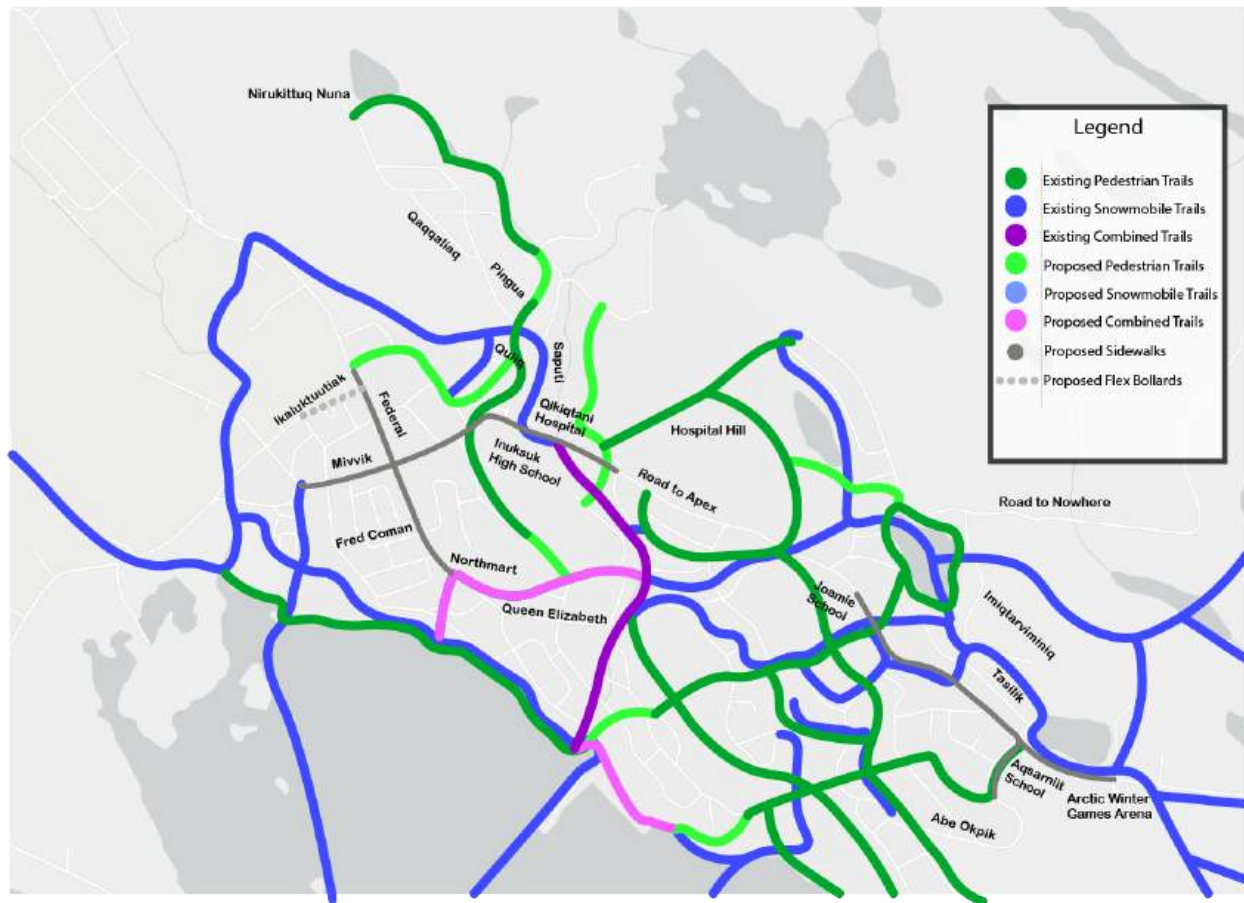 Nirukittuq Nuna
Legend
Existing Pedestrian Trails
Existing Snowmobile Trails
Existing Combined Trails
Proposed Pedestrian Trails
Proposed Snowmobile Trails
Proposed Combined Trails
Proposed Sidewalks
Proposed Flex Bollards
Qaqqaliaq
Pingua
Saputi
Quliq
Ikaluktuutiak
Federal
Qikiqtani
Hospital
Hospital Hill
Inuksuk
High School
Mivvik
Road to Apex
Road to Nowhere
Fred Coman
Northmart
Queen Elizabeth
Joamie
School
Imiqtarviminiq
Tasilik
Aqsarnlit
School
Arctic Winter
Games Arena
Abe Okpik